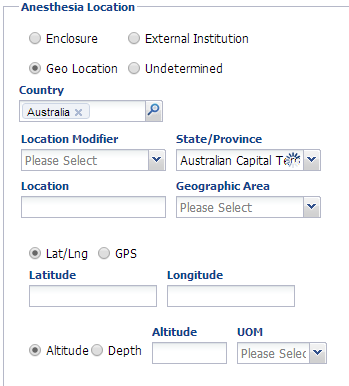 Anesthesia Location
Enclosure External Institution
Geo Location Undetermined
Country
Australia
Location Modifier State/Province
Please Select Australian Capital T
Location Geographic Area
Please Select
Lat/Lng GPS
Latitude Longitude
Altitude UOM
Altitude Depth Please Selec